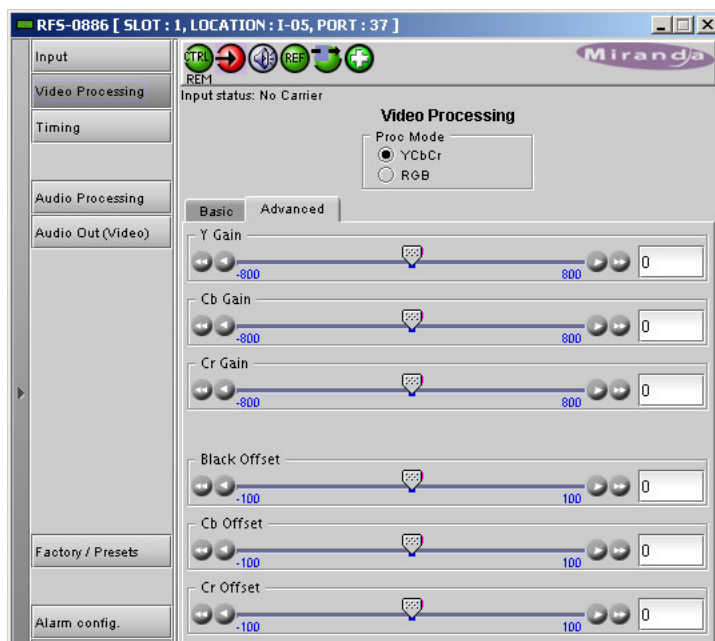 RFS-0886 [ SLOT : 1, LOCATION : I-05, PORT : 37 ]
Input
Video Processing
Timing
Audio Processing
Audio Out (Video)
Factory / Presets
Alarm config.
CTRL
REF
REM
Miranda
Input status: No Carrier
Video Processing
Proc Mode
YCbCr
RGB
Basic
Advanced
Y Gain
-800
800
0
Cb Gain
-800
800
0
Cr Gain
-800
800
0
Black Offset
-100
100
0
Cb Offset
-100
100
0
Cr Offset
-100
100
0